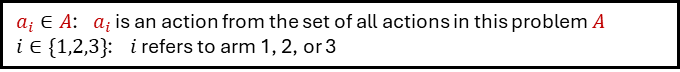 aᵢ ∈ A: aᵢ is an action from the set of all actions in this problem A
i ∈ {1,2,3}: i refers to arm 1, 2, or 3